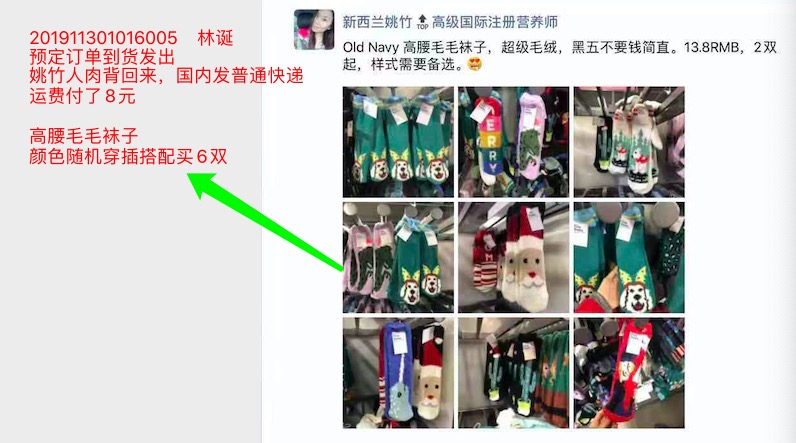 201911301016005 林诞
预定订单到货发出
姚竹人肉背回来，国内发普通快递
运费付了8元
高腰毛毛袜子
颜色随机穿插搭配买6双
新西兰姚竹🔝高级国际注册营养师
Old Navy 高腰毛毛袜子，超级毛绒，黑五不要钱简直。13.8RMB，2双
起，样式需要备选。😍
ERRY
M